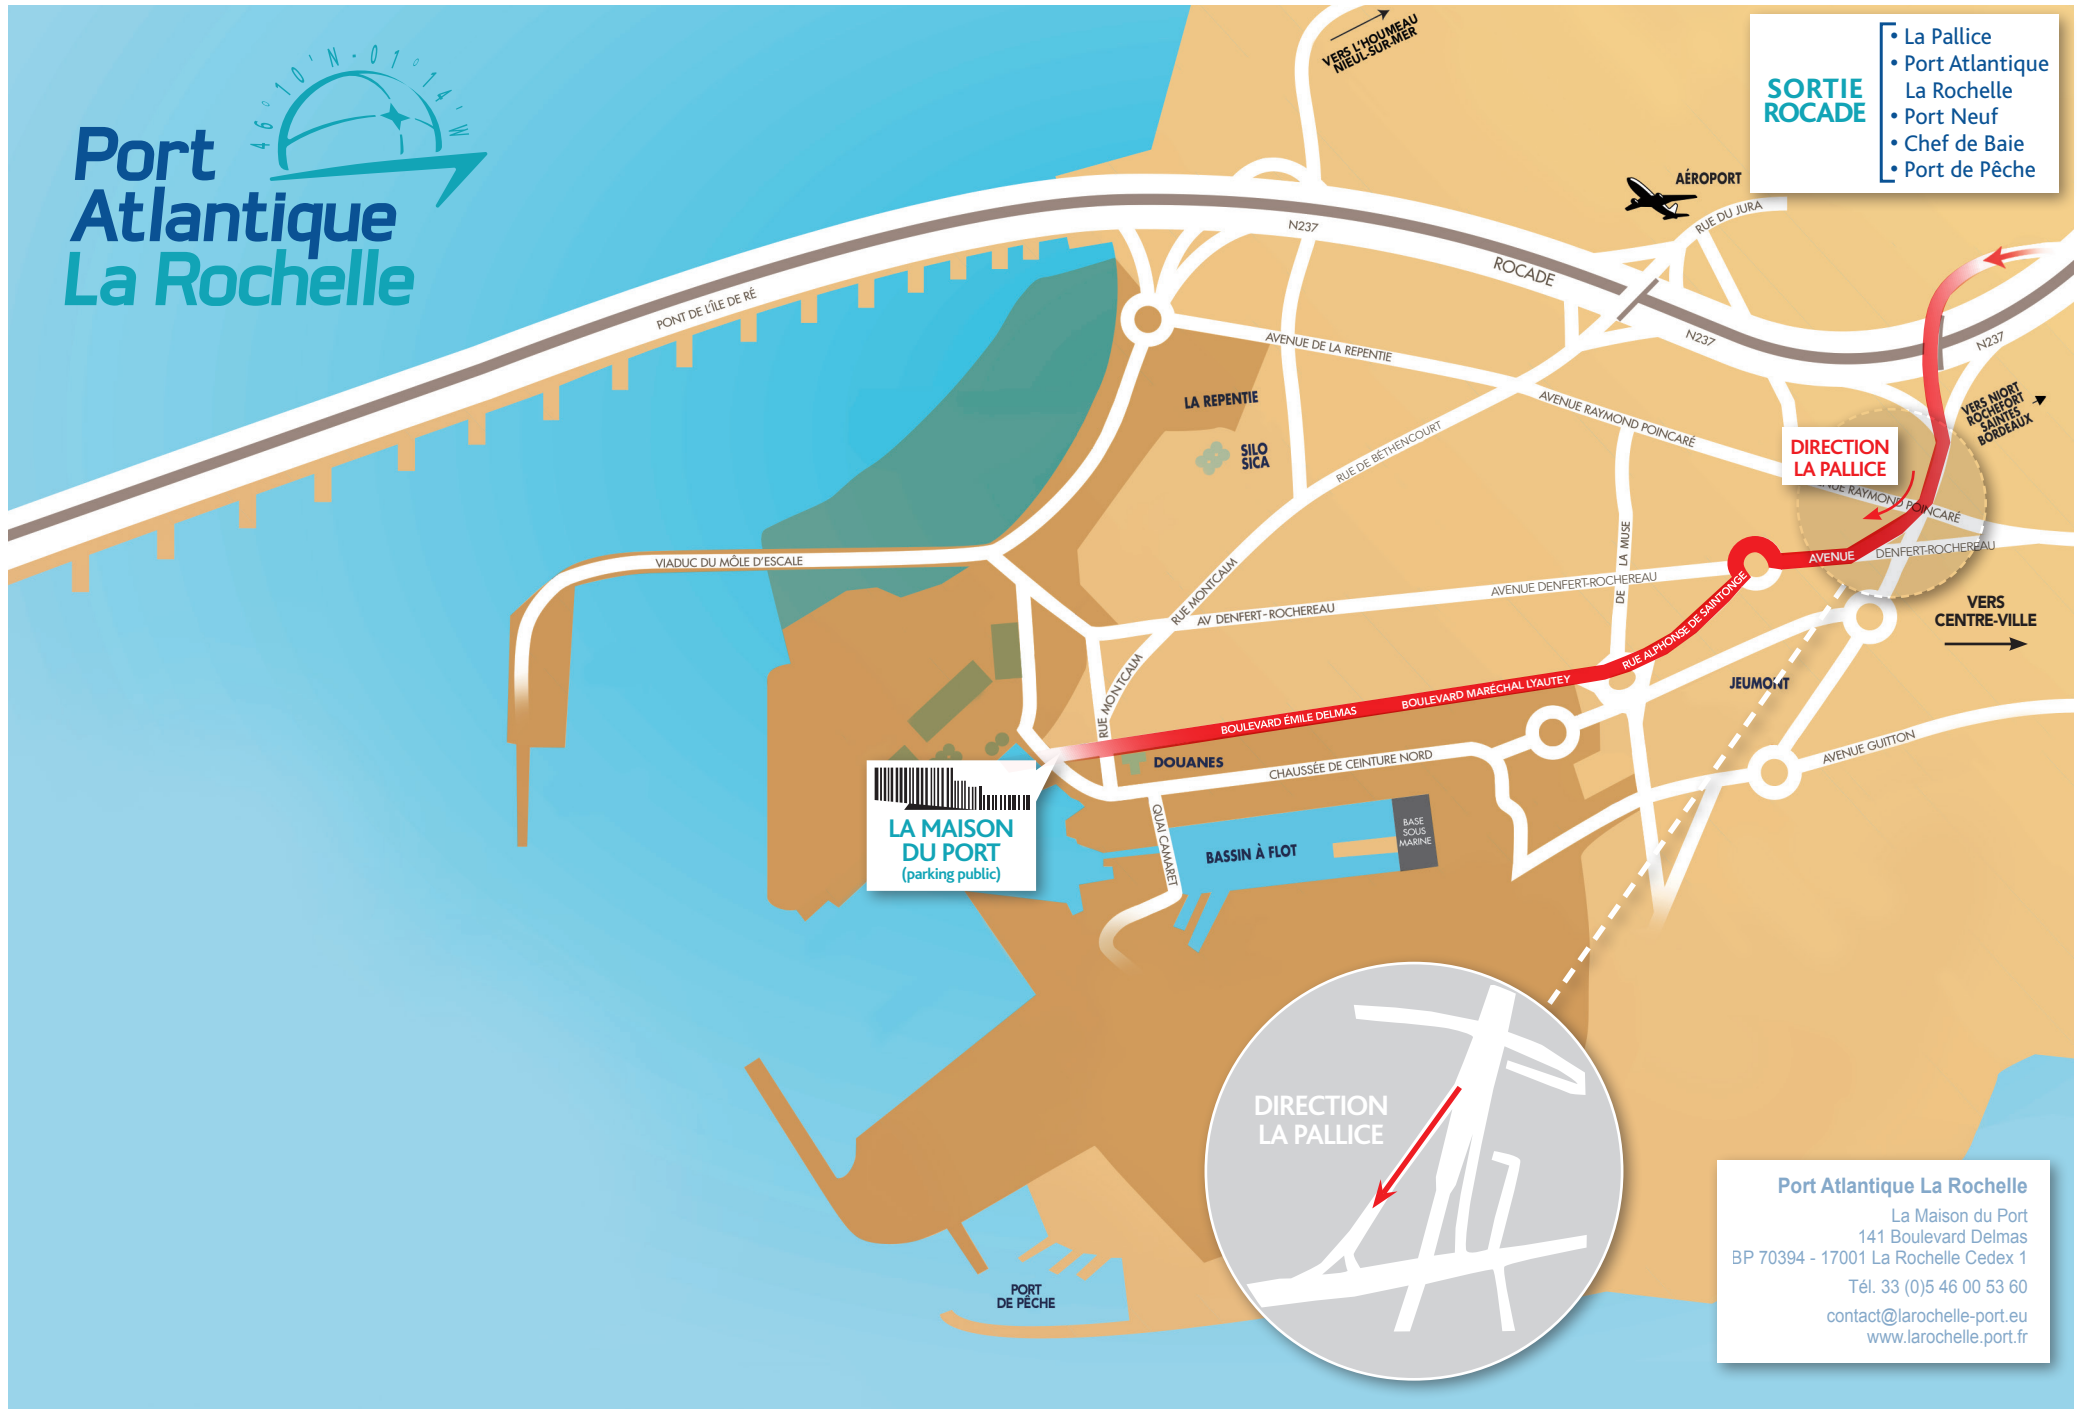 46°10'N·01°14'W
Port
Atlantique
La Rochelle
VERS L'HOUMEAU
NIEUL-SUR-MER
SORTIE
ROCADE
• La Pallice
• Port Atlantique
La Rochelle
• Port Neuf
• Chef de Baie
• Port de Pêche
AÉROPORT
RUE DU JURA
N237
ROCADE
PONT DE L'ÎLE DE RÉ
N237
N237
AVENUE DE LA REPENTIE
VERS NIORT
ROCHEFORT
SAINTES
BORDEAUX
LA REPENTIE
AVENUE RAYMOND POINCARÉ
SILO
SICA
RUE DE BÉTHENCOURT
DIRECTION
LA PALLICE
NUE RAYMOND POINCARÉ
VIADUC DU MÔLE D'ESCALE
DE LA MUSE
AVENUE
DENFERT-ROCHEREAU
RUE MONTCALM
AVENUE DENFERT-ROCHEREAU
AV DENFERT-ROCHEREAU
VERS
CENTRE-VILLE
RUE ALPHONSE DE SAINTONGE
RUE MONTCALM
JEUMONT
BOULEVARD MARÉCHAL LYAUTEY
BOULEVARD ÉMILE DELMAS
AVENUE GUITTON
DOUANES
CHAUSSÉE DE CEINTURE NORD
LA MAISON
DU PORT
(parking public)
QUAI CAMARET
BASSIN À FLOT
BASE
SOUS
MARINE
DIRECTION
LA PALLICE
PORT
DE PÊCHE
Port Atlantique La Rochelle
La Maison du Port
141 Boulevard Delmas
BP 70394 - 17001 La Rochelle Cedex 1
Tél. 33 (0)5 46 00 53 60
contact@larochelle-port.eu
www.larochelle.port.fr